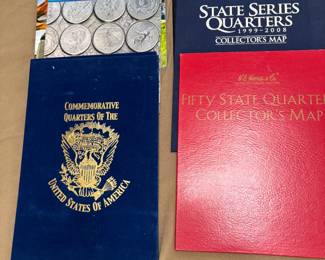 STATE SERIES
QUARTERS
1999-2008
COLLECTOR'S MAP
COMMEMORATIVE
QUARTERS OF THE
UNITED STATES OF AMERICA
FIFTY STATE QUARTER
COLLECTOR'S MAP